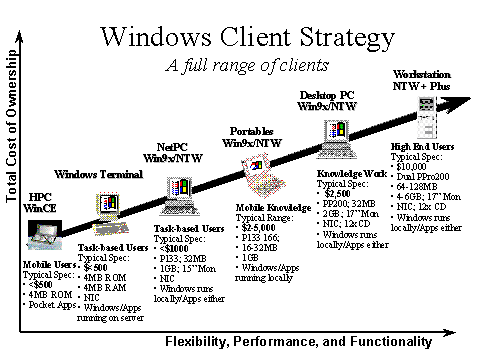 Windows Client Strategy
A full range of clients
Total Cost of Ownership
HPC
WinCE
Mobile Users
Typical Spec:
• <$500
• 4MB ROM
• Pocket Apps
Windows Terminal
Task-based Users
Typical Spec:
• $<500
• 4MB ROM
• 4MB RAM
• NIC
• Windows/Apps
running on server
NetPC
Win9x/NTW
Task-based Users
Typical Spec:
• <$1000
• P133; 32MB
• 1GB; 15"Mon
• NIC
• Windows runs
locally/Apps either
Portables
Win9x/NTW
Mobile Knowledge
Typical Range:
• $2-5,000
• P133 166;
• 16-32MB
• 1GB
• Windows/Apps
running locally
Desktop PC
Win9x/NTW
Knowledge Work
Typical Spec:
• $2,500
• PP200; 32MB
• 2GB; 17"Mon
• NIC; 12xCD
• Windows runs
locally/Apps either
Workstation
NTW + Plus
High End Users
Typical Spec:
• $10,000
• Dual PPro200
• 64-128MB
• 4-6GB; 17"Mon
• NIC; 12x CD
• Windows runs
locally/Apps either
Flexibility, Performance, and Functionality